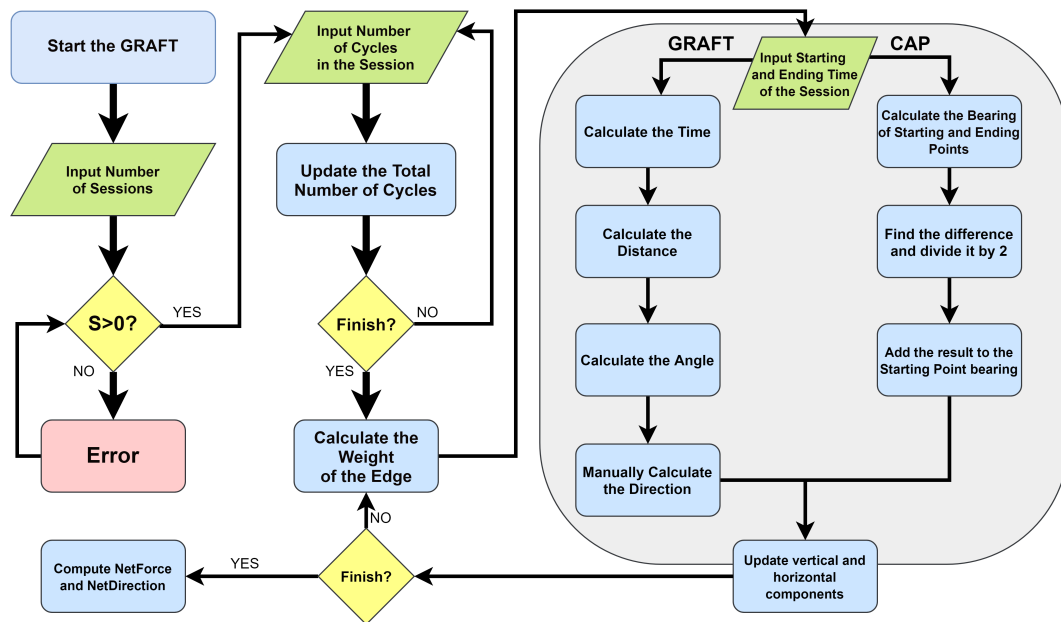 Start the GRAFT
Input Number
of Sessions
S>0?
YES
NO
Error
Input Number
of Cycles
in the Session
Update the Total
Number of Cycles
Finish?
NO
YES
Calculate the
Weight
of the Edge
GRAFT
CAP
Input Starting
and Ending Time
of the Session
Calculate the Time
Calculate the
Distance
Calculate the Angle
Manually Calculate
the Direction
Calculate the Bearing
of Starting and Ending
Points
Find the difference
and divide it by 2
Add the result to the
Starting Point bearing
Update vertical and
horizontal
components
Finish?
NO
YES
Compute NetForce
and NetDirection